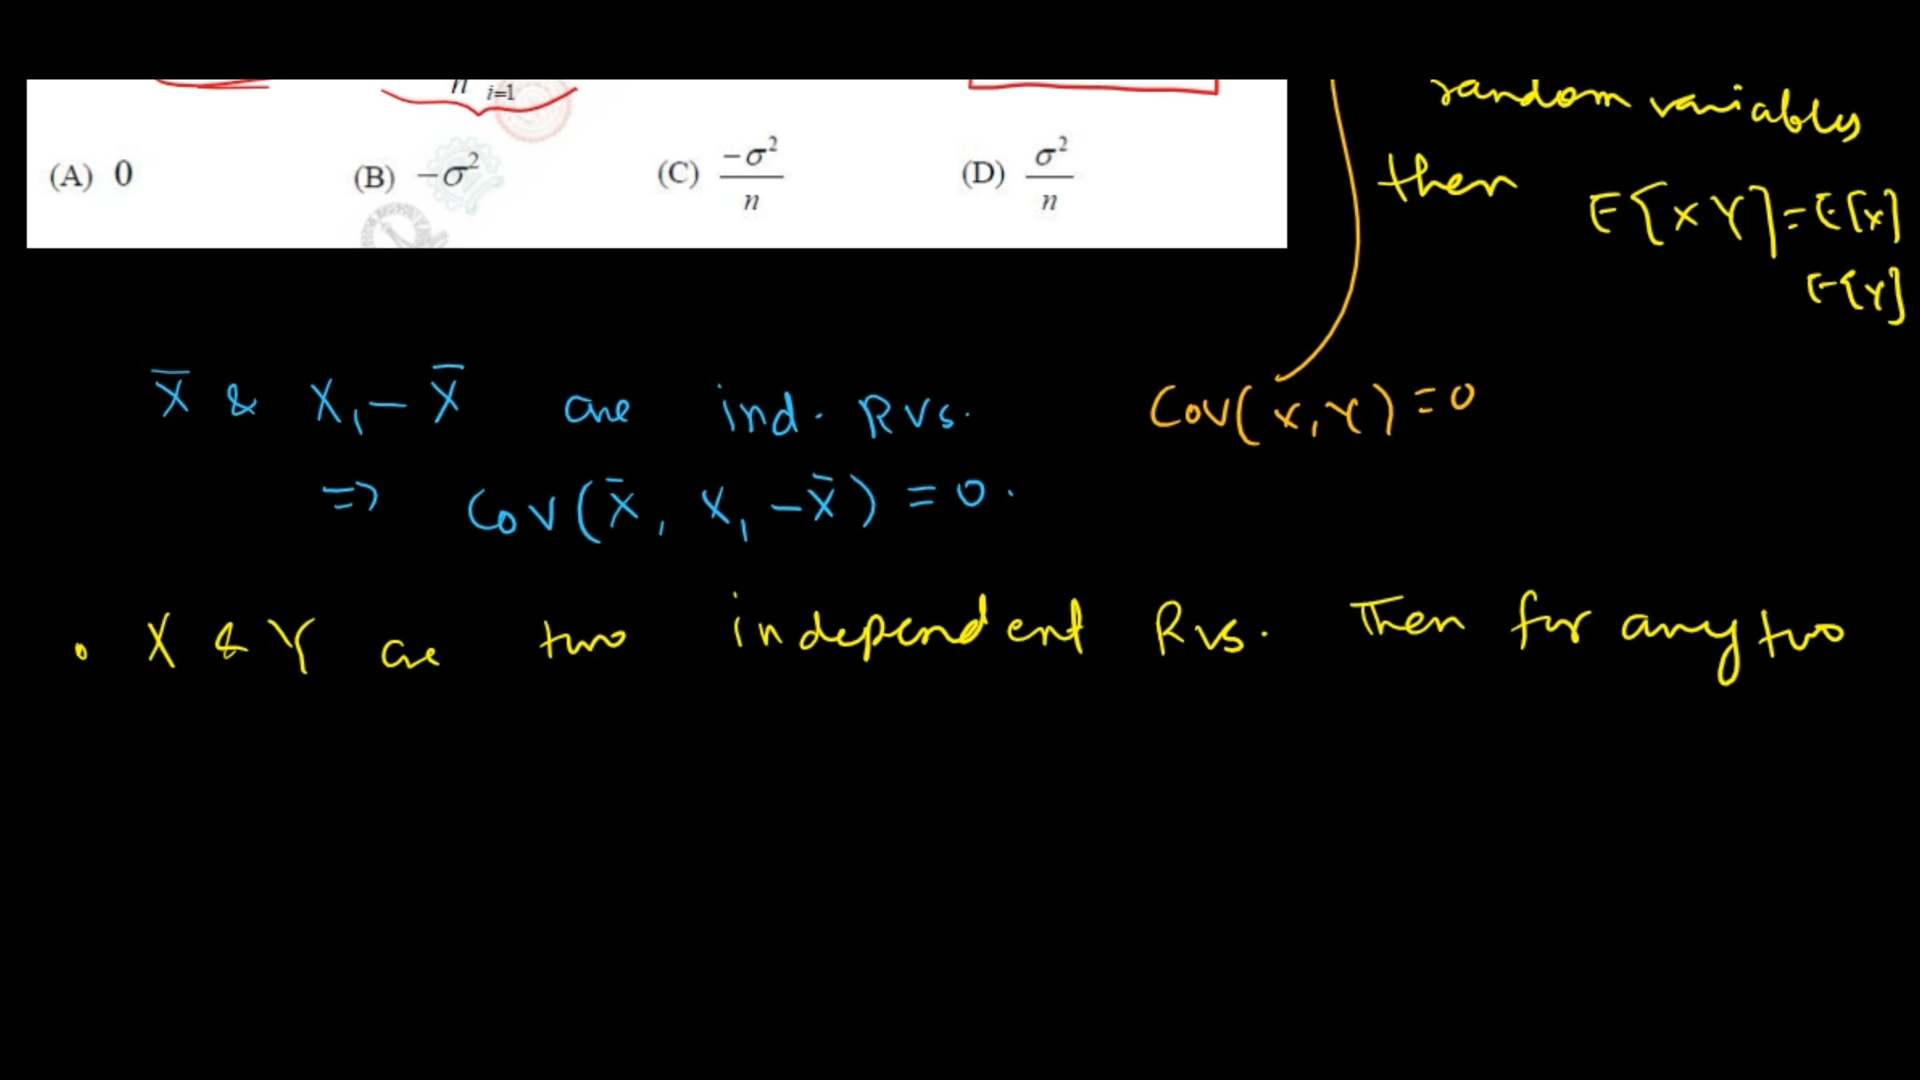 n i=1
(A) 0 (B) −σ² (C) −σ²/n (D) σ²/n
random variables
then E[XY]=E[X]
E[Y]
X̄ & X₁− X̄ are ind. RVs.
Cov(X,Y)=0
⇒ Cov(X̄, X₁−X̄) = 0.
• X & Y are two independent Rvs. Then for any two